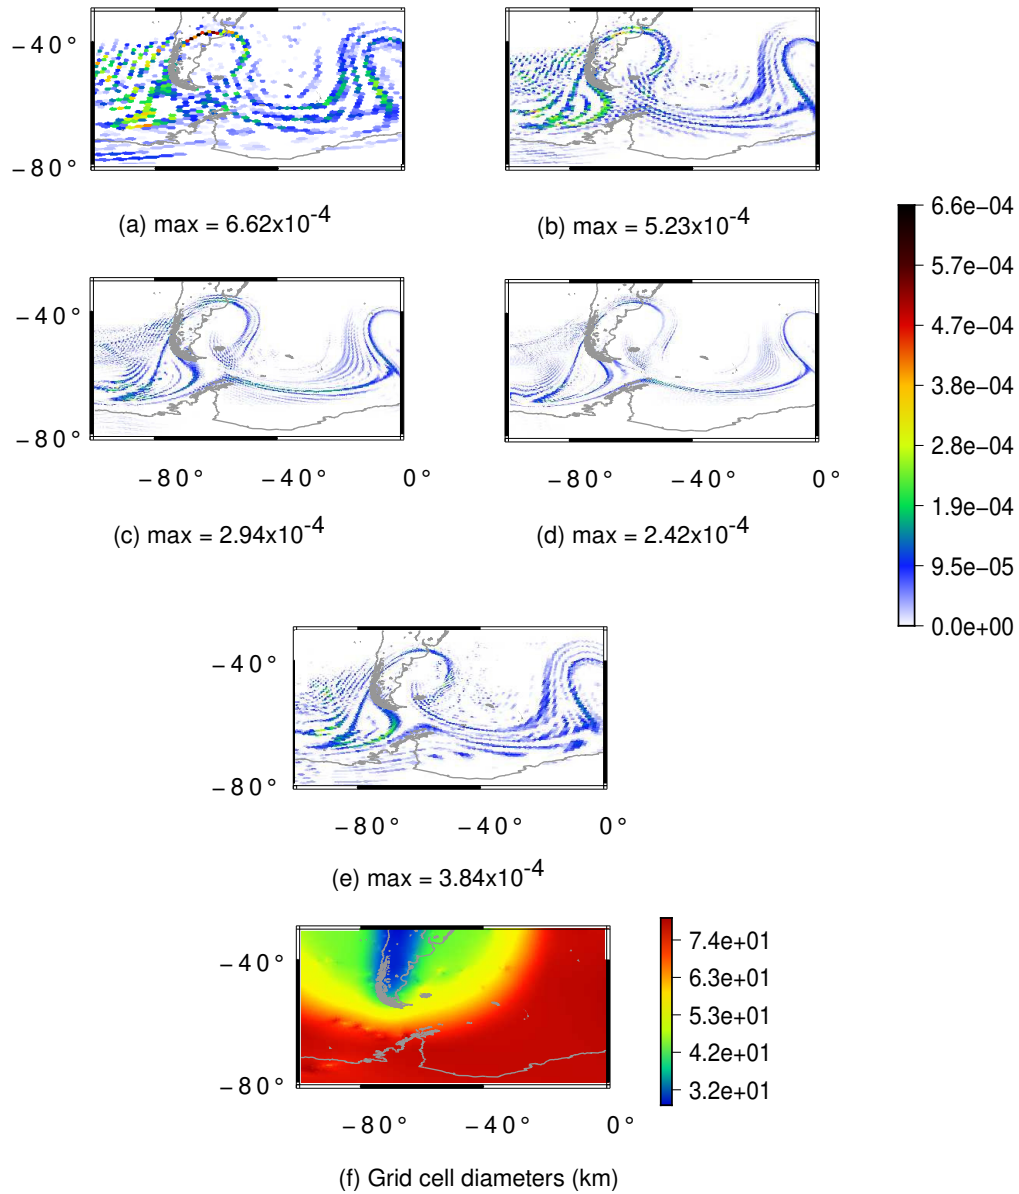 −40°
−80°
(a) max = 6.62x10-4
(b) max = 5.23x10-4
6.6e−04
5.7e−04
4.7e−04
3.8e−04
2.8e−04
1.9e−04
9.5e−05
0.0e+00
−40°
−80°
−80° −40° 0°
−80° −40° 0°
(c) max = 2.94x10-4
(d) max = 2.42x10-4
−40°
−80°
−80° −40° 0°
(e) max = 3.84x10-4
−40°
−80°
−80° −40° 0°
7.4e+01
6.3e+01
5.3e+01
4.2e+01
3.2e+01
(f) Grid cell diameters (km)